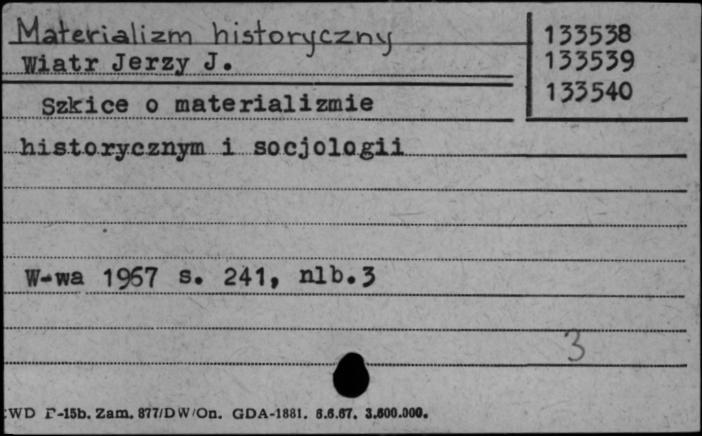 Materializm historyczny
133538
Wiatr Jerzy J.
133539
133540
Szkice o materializmie
historycznym i socjologii
W-wa 1967 s. 241, nlb.3
3
WD P-15b. Zam. 877/DW/On. GDA-1881. 6.6.67. 3.600.000.